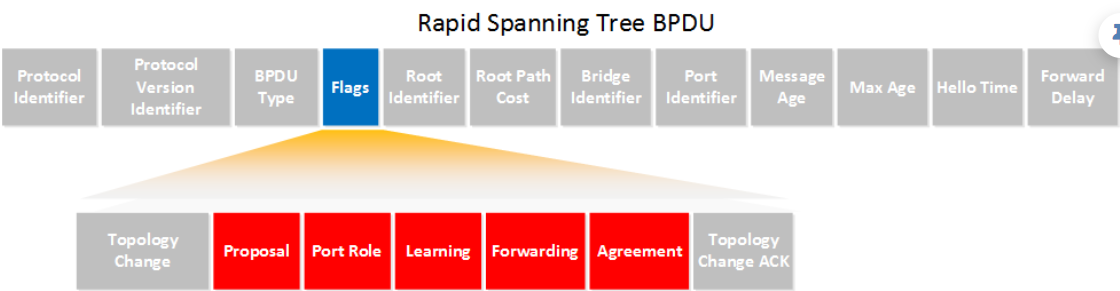 Rapid Spanning Tree BPDU
Protocol
Identifier
Protocol
Version
Identifier
BPDU
Type
Flags
Root
Identifier
Root Path
Cost
Bridge
Identifier
Port
Identifier
Message
Age
Max Age
Hello Time
Forward
Delay
Topology
Change
Proposal
Port Role
Learning
Forwarding
Agreement
Topology
Change ACK